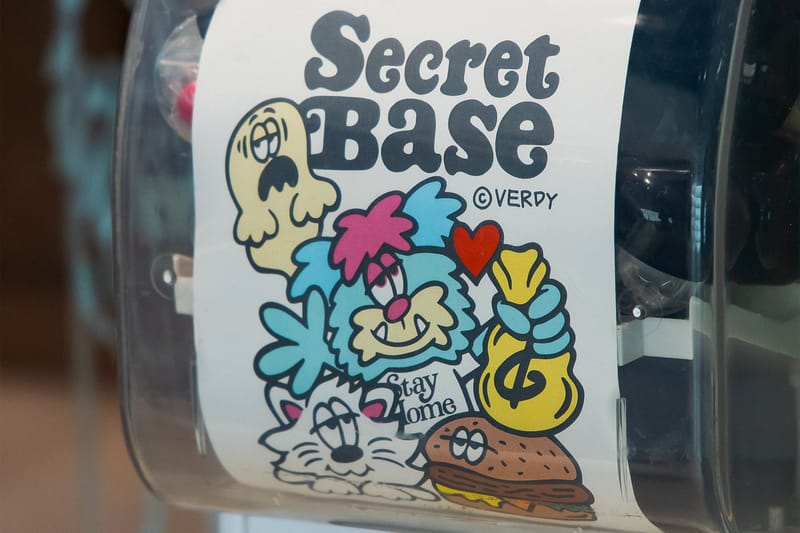 Secret
Base
©VERDY
Stay
Home
¢